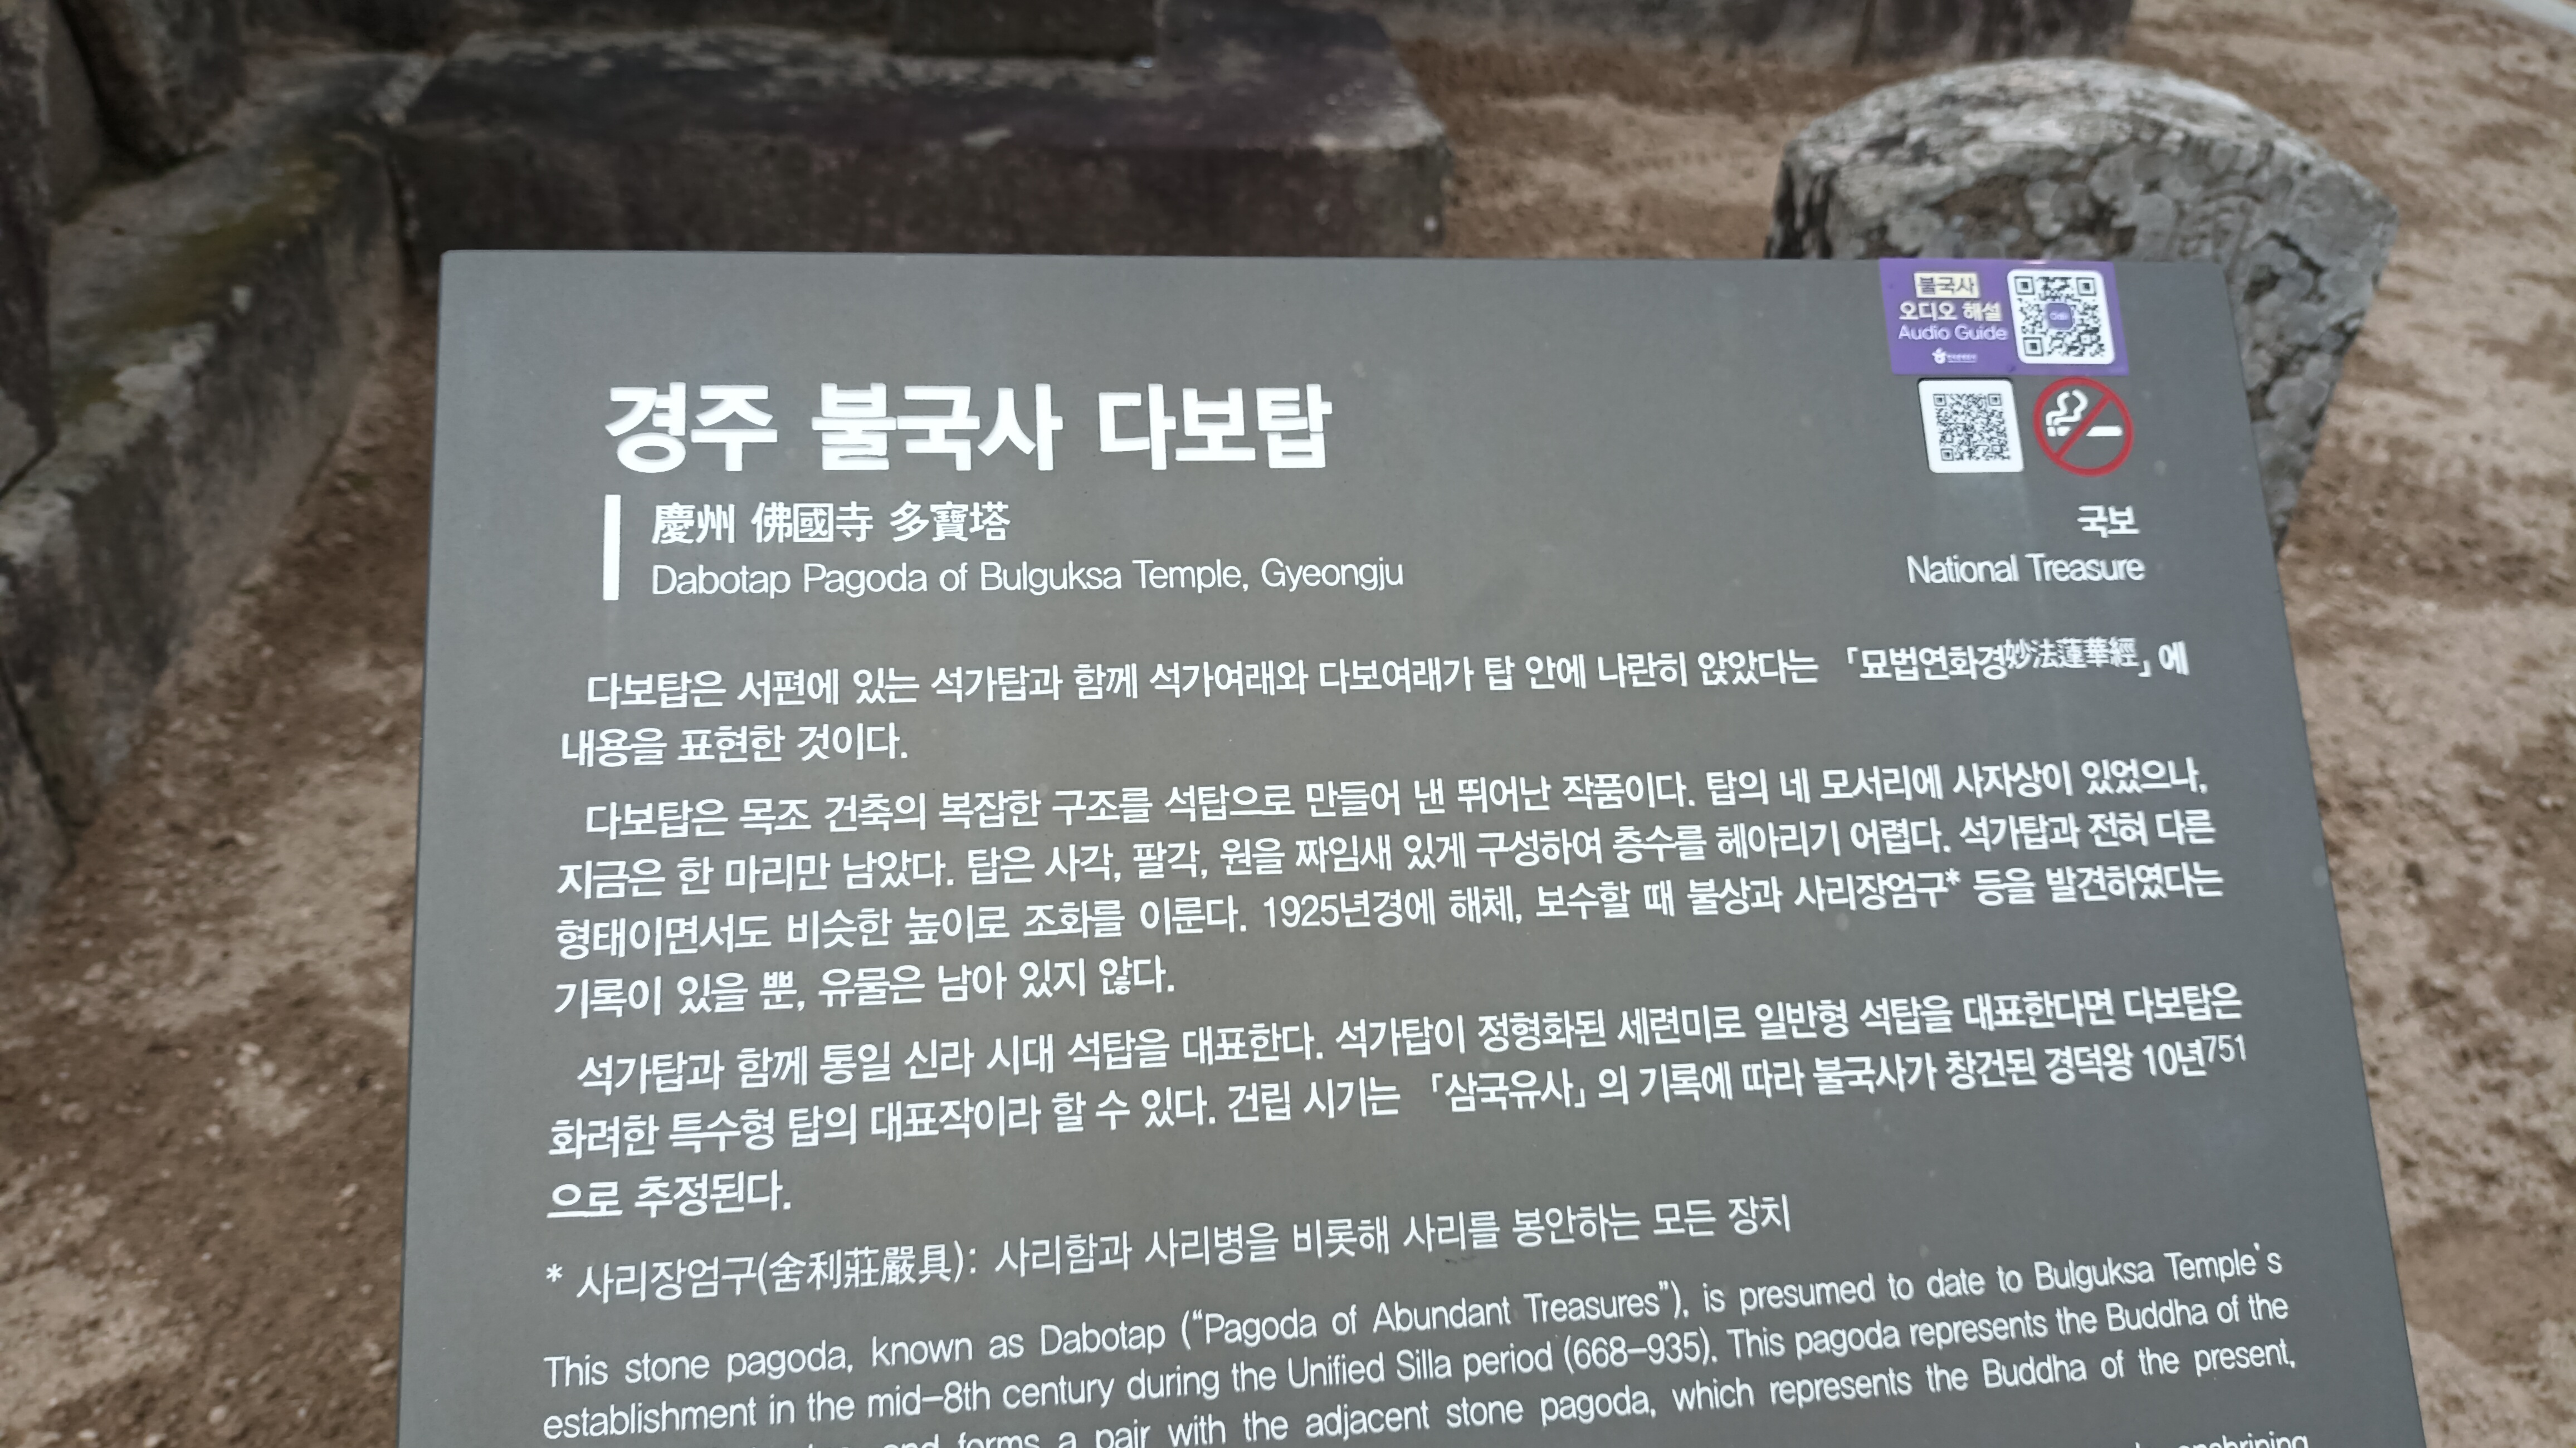 불국사
오디오 해설
Audio Guide
경주 불국사 다보탑
慶州 佛國寺 多寶塔
Dabotap Pagoda of Bulguksa Temple, Gyeongju
국보
National Treasure
다보탑은 서편에 있는 석가탑과 함께 석가여래와 다보여래가 탑 안에 나란히 앉았다는 「묘법연화경妙法蓮華經」에
내용을 표현한 것이다.
다보탑은 목조 건축의 복잡한 구조를 석탑으로 만들어 낸 뛰어난 작품이다. 탑의 네 모서리에 사자상이 있었으나,
지금은 한 마리만 남았다. 탑은 사각, 팔각, 원을 짜임새 있게 구성하여 층수를 헤아리기 어렵다. 석가탑과 전혀 다른
형태이면서도 비슷한 높이로 조화를 이룬다. 1925년경에 해체, 보수할 때 불상과 사리장엄구* 등을 발견하였다는
기록이 있을 뿐, 유물은 남아 있지 않다.
석가탑과 함께 통일 신라 시대 석탑을 대표한다. 석가탑이 정형화된 세련미로 일반형 석탑을 대표한다면 다보탑은
화려한 특수형 탑의 대표작이라 할 수 있다. 건립 시기는 「삼국유사」의 기록에 따라 불국사가 창건된 경덕왕 10년751
으로 추정된다.
* 사리장엄구(舍利莊嚴具): 사리함과 사리병을 비롯해 사리를 봉안하는 모든 장치
This stone pagoda, known as Dabotap (“Pagoda of Abundant Treasures”), is presumed to date to Bulguksa Temple’s
establishment in the mid–8th century during the Unified Silla period (668–935). This pagoda represents the Buddha of the
and forms a pair with the adjacent stone pagoda, which represents the Buddha of the present,
enshrining